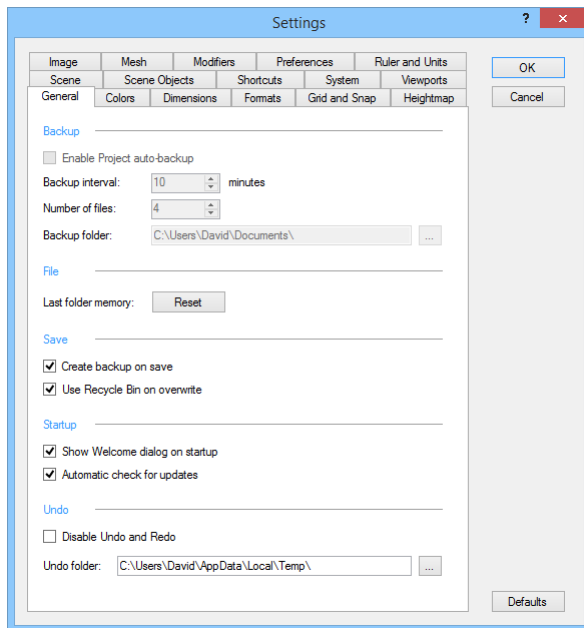 Settings
?
Image Mesh Modifiers Preferences Ruler and Units
Scene Scene Objects Shortcuts System Viewports
General Colors Dimensions Formats Grid and Snap Heightmap
OK
Cancel
Backup
Enable Project auto-backup
Backup interval: 10 minutes
Number of files: 4
Backup folder: C:\Users\David\Documents\ ...
File
Last folder memory: Reset
Save
Create backup on save
Use Recycle Bin on overwrite
Startup
Show Welcome dialog on startup
Automatic check for updates
Undo
Disable Undo and Redo
Undo folder: C:\Users\David\AppData\Local\Temp\ ...
Defaults